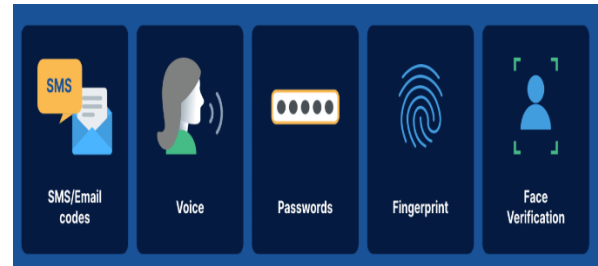 SMS
SMS/Email
codes
Voice
Passwords
Fingerprint
Face
Verification